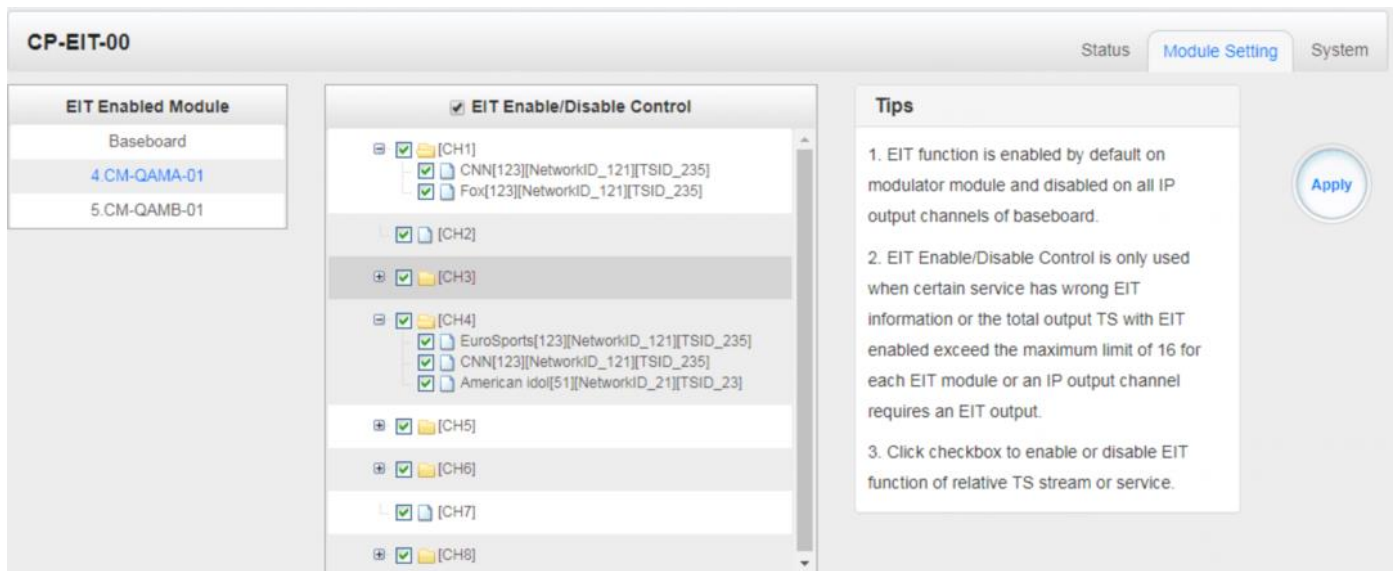 CP-EIT-00
Status
Module Setting
System
EIT Enabled Module
Baseboard
4.CM-QAMA-01
5.CM-QAMB-01
EIT Enable/Disable Control
[CH1]
CNN[123][NetworkID_121][TSID_235]
Fox[123][NetworkID_121][TSID_235]
[CH2]
[CH3]
[CH4]
EuroSports[123][NetworkID_121][TSID_235]
CNN[123][NetworkID_121][TSID_235]
American idol[51][NetworkID_21][TSID_23]
[CH5]
[CH6]
[CH7]
[CH8]
Tips
1. EIT function is enabled by default on
modulator module and disabled on all IP
output channels of baseboard.
2. EIT Enable/Disable Control is only used
when certain service has wrong EIT
information or the total output TS with EIT
enabled exceed the maximum limit of 16 for
each EIT module or an IP output channel
requires an EIT output.
3. Click checkbox to enable or disable EIT
function of relative TS stream or service.
Apply